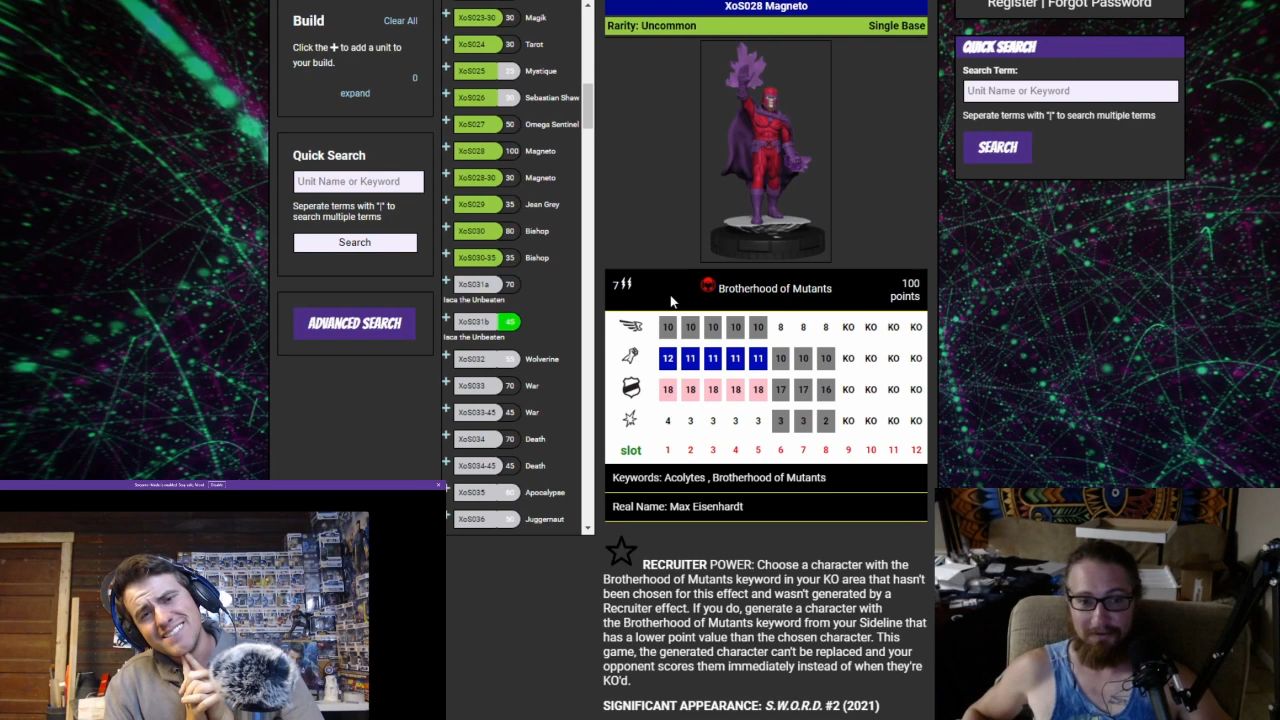 Build
Clear All
Click the + to add a unit to
your build.
0
expand
Quick Search
Unit Name or Keyword
Seperate terms with "|" to
search multiple terms
Search
ADVANCED SEARCH
XoS023-30 30 Magik
XoS024 30 Tarot
XoS025 Mystique
XoS026 Sebastian Shaw
XoS027 50 Omega Sentinel
XoS028 100 Magneto
XoS028-30 30 Magneto
XoS029 35 Jean Grey
XoS030 80 Bishop
XoS030-35 35 Bishop
XoS031a 70
Isca the Unbeaten
XoS031b 45
Isca the Unbeaten
XoS032 Wolverine
XoS033 70 War
XoS033-45 45 War
XoS034 70 Death
XoS034-45 45 Death
XoS035 Apocalypse
XoS036 Juggernaut
XoS028 Magneto
Rarity: Uncommon
Single Base
7
Brotherhood of Mutants
100
points
10 10 10 10 10 8 8 8 KO KO KO KO
12 11 11 11 11 10 10 10 KO KO KO KO
18 18 18 18 18 17 17 16 KO KO KO KO
4 3 3 3 3 3 3 2 KO KO KO KO
slot 1 2 3 4 5 6 7 8 9 10 11 12
Keywords: Acolytes , Brotherhood of Mutants
Real Name: Max Eisenhardt
RECRUITER POWER: Choose a character with the
Brotherhood of Mutants keyword in your KO area that hasn't
been chosen for this effect and wasn't generated by a
Recruiter effect. If you do, generate a character with
the Brotherhood of Mutants keyword from your Sideline that
has a lower point value than the chosen character. This
game, the generated character can't be replaced and your
opponent scores them immediately instead of when they're
KO'd.
SIGNIFICANT APPEARANCE: S.W.O.R.D. #2 (2021)
Register | Forgot Password
QUICK SEARCH
Search Term:
Unit Name or Keyword
Seperate terms with "|" to search multiple terms
SEARCH